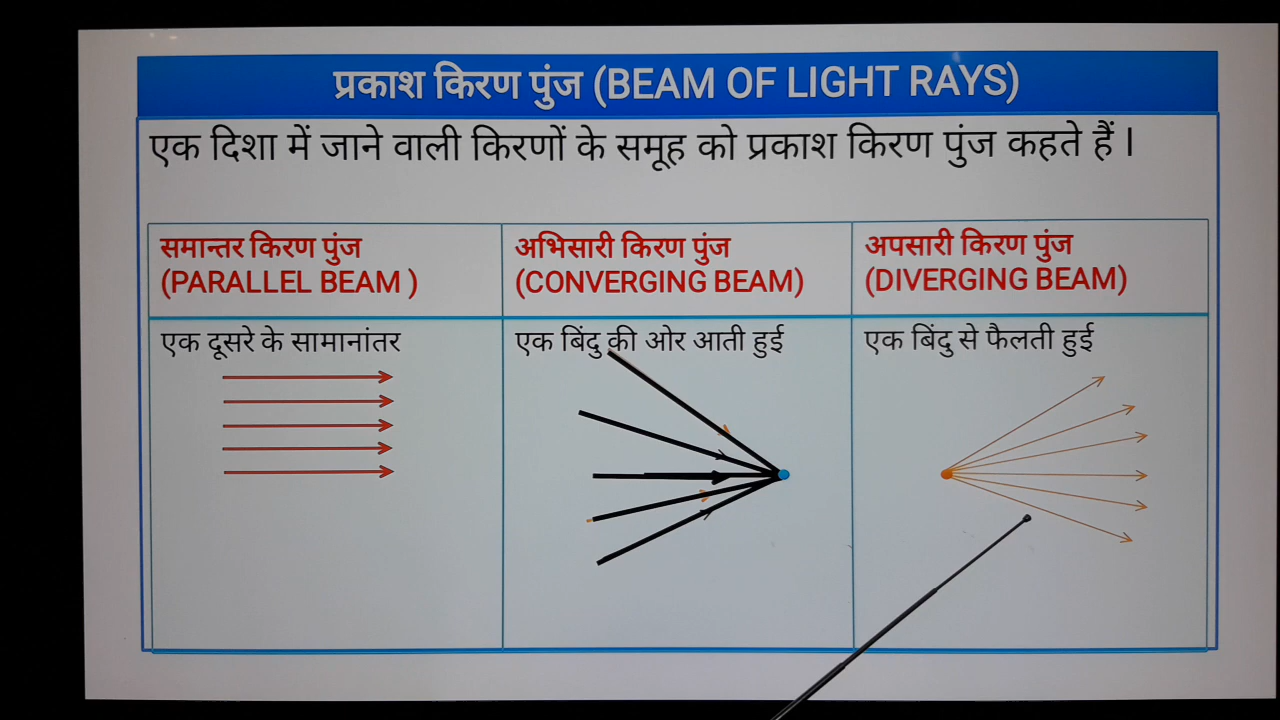 प्रकाश किरण पुंज (BEAM OF LIGHT RAYS)
एक दिशा में जाने वाली किरणों के समूह को प्रकाश किरण पुंज कहते हैं ।
समान्तर किरण पुंज
(PARALLEL BEAM )
अभिसारी किरण पुंज
(CONVERGING BEAM)
अपसारी किरण पुंज
(DIVERGING BEAM)
एक दूसरे के सामानांतर
एक बिंदु की ओर आती हुई
एक बिंदु से फैलती हुई